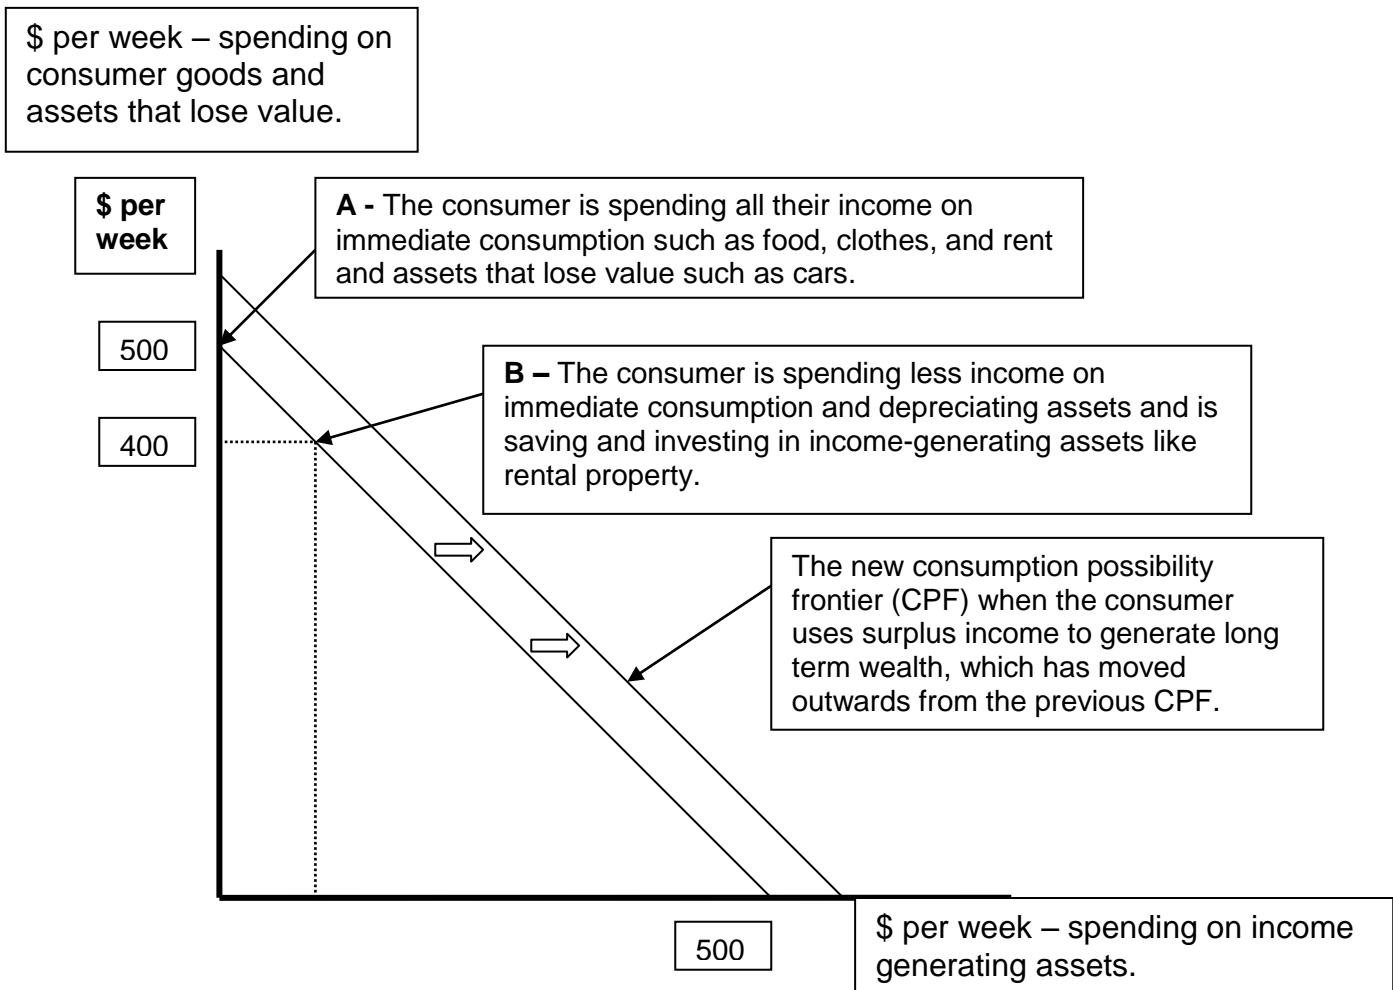 $ per week – spending on
consumer goods and
assets that lose value.
$ per
week
A - The consumer is spending all their income on
immediate consumption such as food, clothes, and rent
and assets that lose value such as cars.
500
B – The consumer is spending less income on
immediate consumption and depreciating assets and is
saving and investing in income-generating assets like
rental property.
400
The new consumption possibility
frontier (CPF) when the consumer
uses surplus income to generate long
term wealth, which has moved
outwards from the previous CPF.
500
$ per week – spending on income
generating assets.